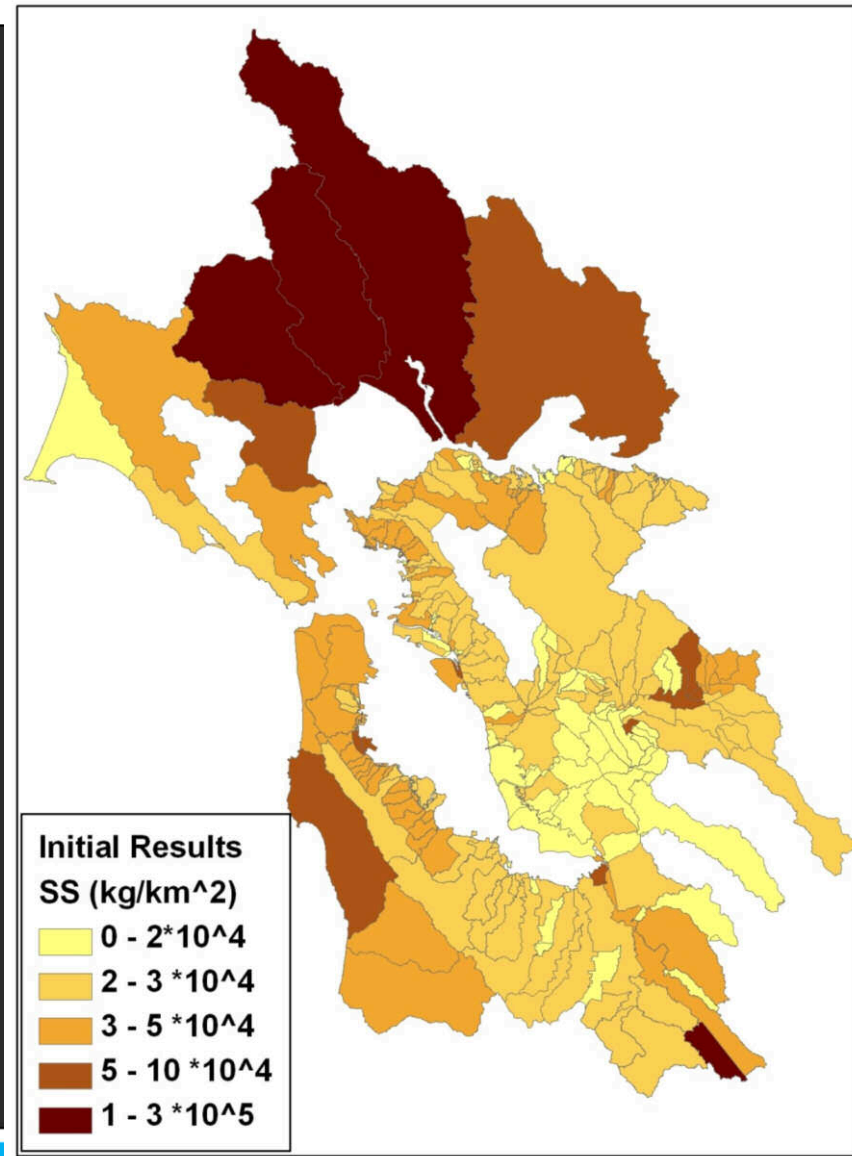 Initial Results
SS (kg/km^2)
0 - 2*10^4
2 - 3 *10^4
3 - 5 *10^4
5 - 10 *10^4
1 - 3 *10^5